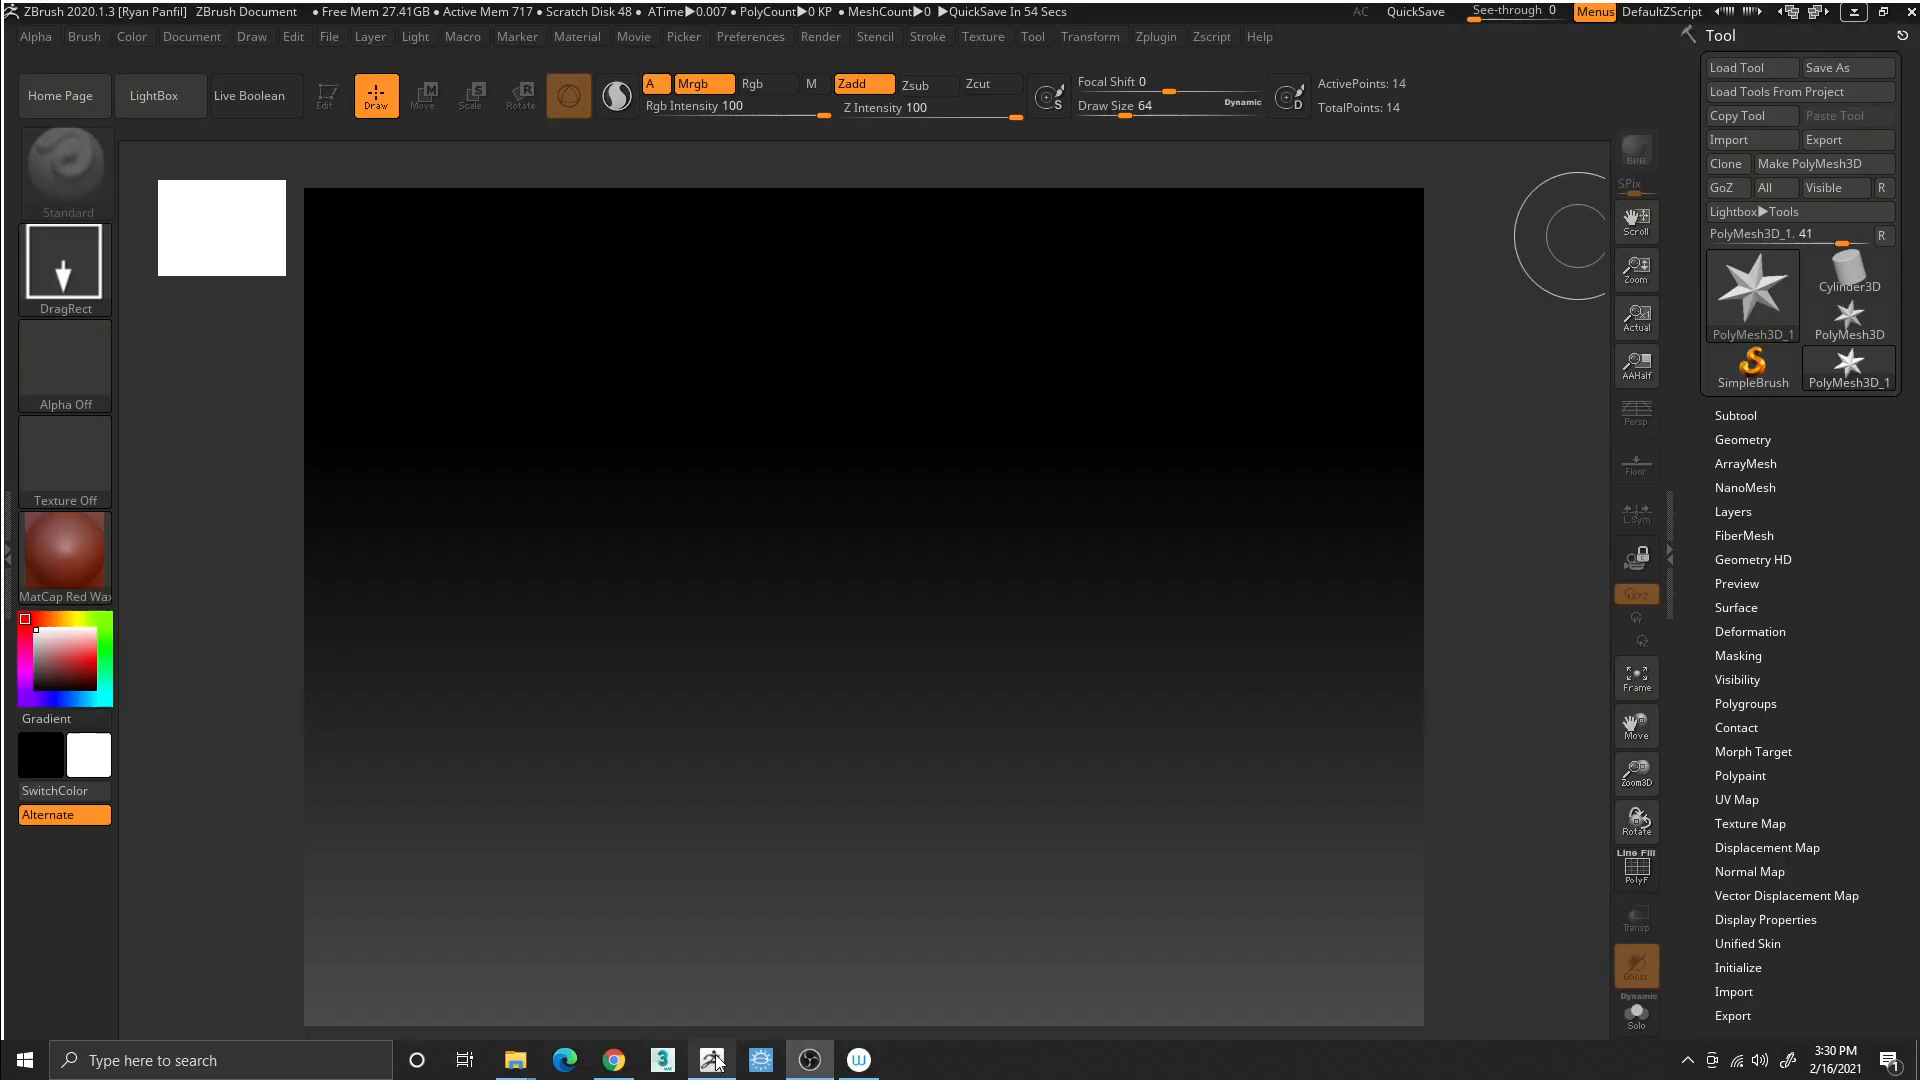 ZBrush 2020.1.3 [Ryan Panfil] ZBrush Document • Free Mem 27.41GB • Active Mem 717 • Scratch Disk 48 • ATime▶0.007 • PolyCount▶0 KP • MeshCount▶0 ▶QuickSave In 54 Secs AC QuickSave See-through 0 Menus DefaultZScript
Alpha Brush Color Document Draw Edit File Layer Light Macro Marker Material Movie Picker Preferences Render Stencil Stroke Texture Tool Transform Zplugin Zscript Help
Home Page LightBox Live Boolean Edit Draw Move Scale Rotate
A Mrgb Rgb M Zadd Zsub Zcut
Rgb Intensity 100 Z Intensity 100
S Focal Shift 0
Draw Size 64 Dynamic D
ActivePoints: 14
TotalPoints: 14
Standard
DragRect
Alpha Off
Texture Off
MatCap Red Wax
Gradient
SwitchColor
Alternate
BPR
SPix
Scroll
Zoom
Actual
AAHalf
Persp
Floor
L.Sym
XYZ
Frame
Move
Zoom3D
Rotate
Line Fill
PolyF
Transp
Ghost
Dynamic
Solo
Tool
Load Tool Save As
Load Tools From Project
Copy Tool Paste Tool
Import Export
Clone Make PolyMesh3D
GoZ All Visible R
Lightbox▶Tools
PolyMesh3D_1. 41 R
PolyMesh3D_1
Cylinder3D
PolyMesh3D
SimpleBrush
PolyMesh3D_1
Subtool
Geometry
ArrayMesh
NanoMesh
Layers
FiberMesh
Geometry HD
Preview
Surface
Deformation
Masking
Visibility
Polygroups
Contact
Morph Target
Polypaint
UV Map
Texture Map
Displacement Map
Normal Map
Vector Displacement Map
Display Properties
Unified Skin
Initialize
Import
Export
Type here to search
3:30 PM
2/16/2021
1